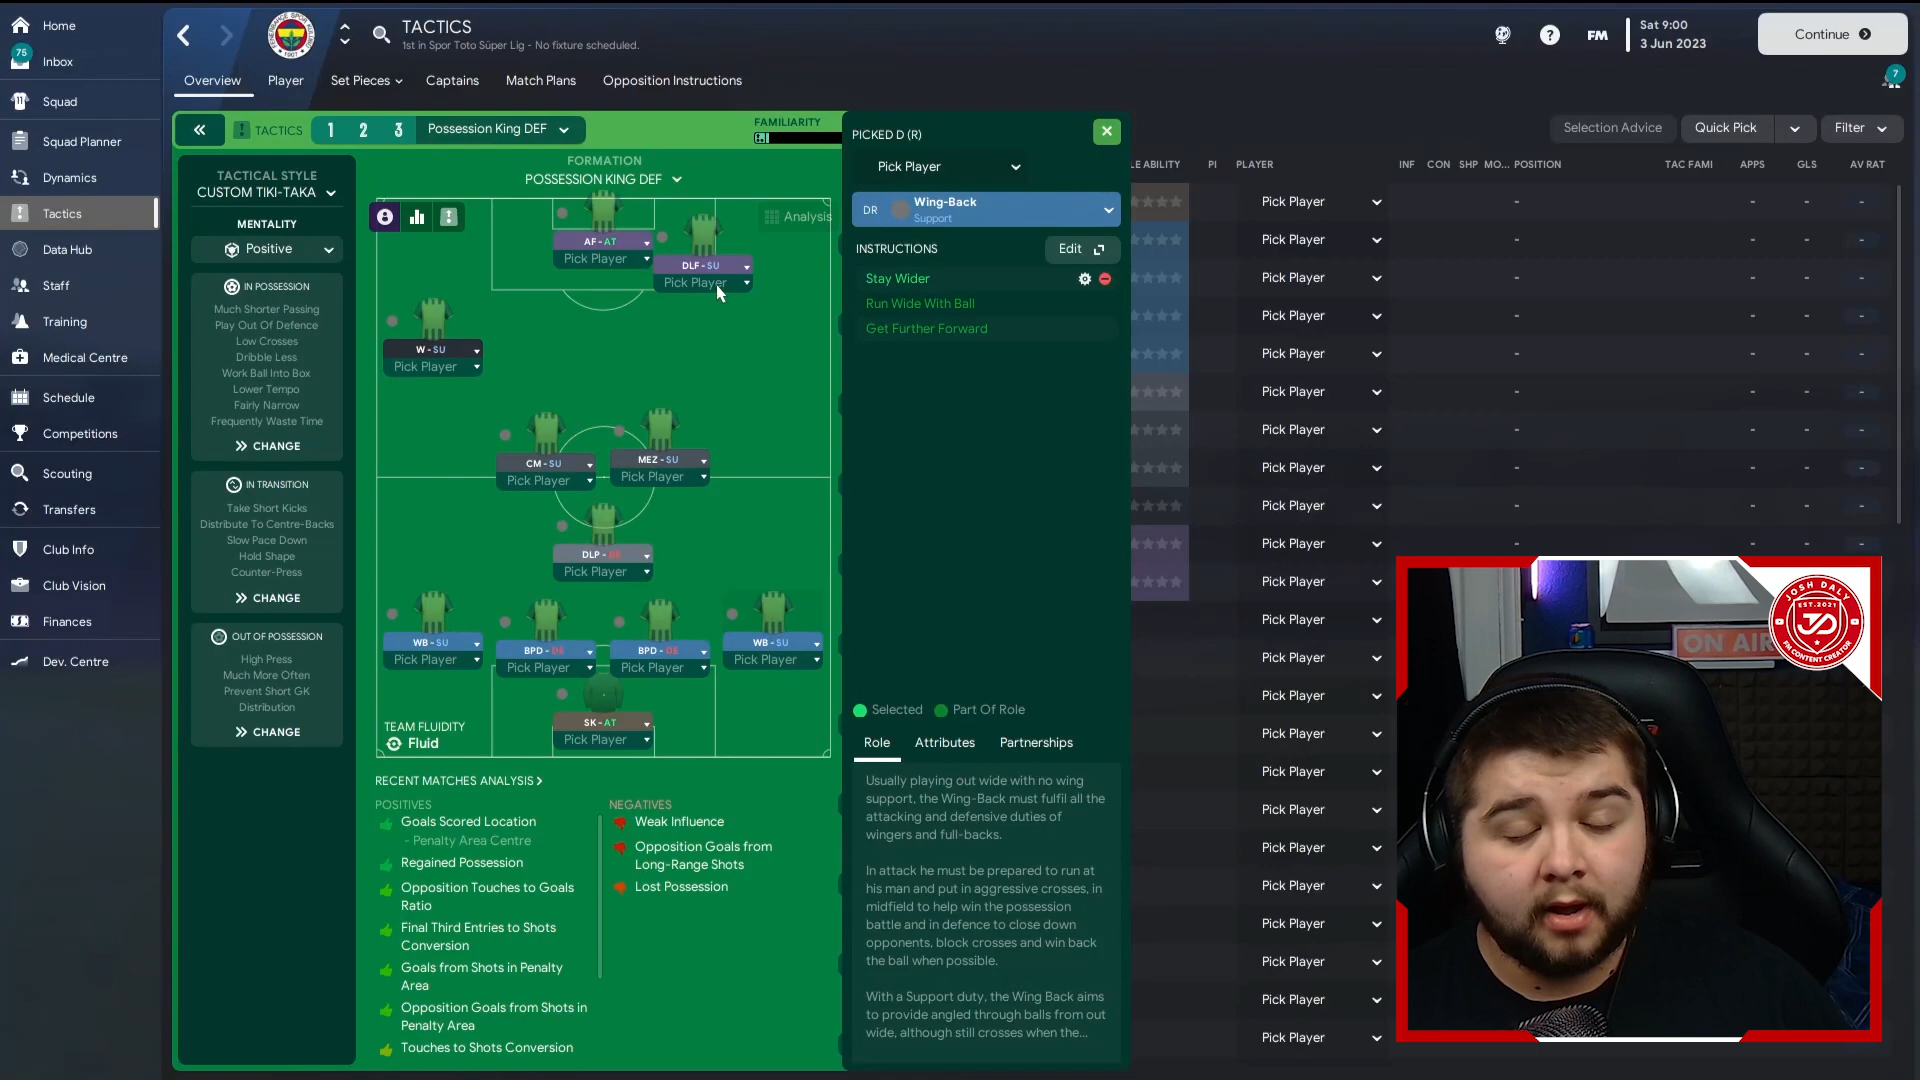 Home
75
Inbox
Squad
Squad Planner
Dynamics
Tactics
Data Hub
Staff
Training
Medical Centre
Schedule
Competitions
Scouting
Transfers
Club Info
Club Vision
Finances
Dev. Centre
TACTICS
1st in Spor Toto Süper Lig - No fixture scheduled.
FM
Sat 9:00
3 Jun 2023
Continue
7
Overview
Player
Set Pieces
Captains
Match Plans
Opposition Instructions
TACTICS
1 2 3
Possession King DEF
FAMILIARITY
Selection Advice
Quick Pick
Filter
TACTICAL STYLE
CUSTOM TIKI-TAKA
MENTALITY
Positive
IN POSSESSION
Much Shorter Passing
Play Out Of Defence
Low Crosses
Dribble Less
Work Ball Into Box
Lower Tempo
Fairly Narrow
Frequently Waste Time
CHANGE
IN TRANSITION
Take Short Kicks
Distribute To Centre-Backs
Slow Pace Down
Hold Shape
Counter-Press
CHANGE
OUT OF POSSESSION
High Press
Much More Often
Prevent Short GK
Distribution
CHANGE
FORMATION
POSSESSION KING DEF
Analysis
AF - AT
Pick Player
DLF - SU
Pick Player
W - SU
Pick Player
CM - SU
Pick Player
MEZ - SU
Pick Player
DLP - DE
Pick Player
WB - SU
Pick Player
BPD - DE
Pick Player
BPD - DE
Pick Player
WB - SU
Pick Player
SK - AT
Pick Player
TEAM FLUIDITY
Fluid
RECENT MATCHES ANALYSIS
POSITIVES
Goals Scored Location
- Penalty Area Centre
Regained Possession
Opposition Touches to Goals
Ratio
Final Third Entries to Shots
Conversion
Goals from Shots in Penalty
Area
Opposition Goals from Shots in
Penalty Area
Touches to Shots Conversion
NEGATIVES
Weak Influence
Opposition Goals from
Long-Range Shots
Lost Possession
PICKED D (R)
Pick Player
DR
Wing-Back
Support
INSTRUCTIONS
Edit
Stay Wider
Run Wide With Ball
Get Further Forward
Selected
Part Of Role
Role
Attributes
Partnerships
Usually playing out wide with no wing
support, the Wing-Back must fulfil all the
attacking and defensive duties of
wingers and full-backs.
In attack he must be prepared to run at
his man and put in aggressive crosses, in
midfield to help win the possession
battle and in defence to close down
opponents, block crosses and win back
the ball when possible.
With a Support duty, the Wing Back aims
to provide angled through balls from out
wide, although still crosses when the...
LE ABILITY
PI
PLAYER
INF
CON
SHP
MO...
POSITION
TAC FAMI
APPS
GLS
AV RAT
Pick Player - - - -
Pick Player - - - -
Pick Player - - - -
Pick Player - - - -
Pick Player - - - -
Pick Player - - - -
Pick Player - - - -
Pick Player - - - -
Pick Player - - - -
Pick Player - - - -
Pick Player
Pick Player
Pick Player
Pick Player
Pick Player
Pick Player
Pick Player
Pick Player
Pick Player
Pick Player
Pick Player
Pick Player
Pick Player
ON AIR
JOSH DALY
EST. 2021
JD
FM CONTENT CREATOR